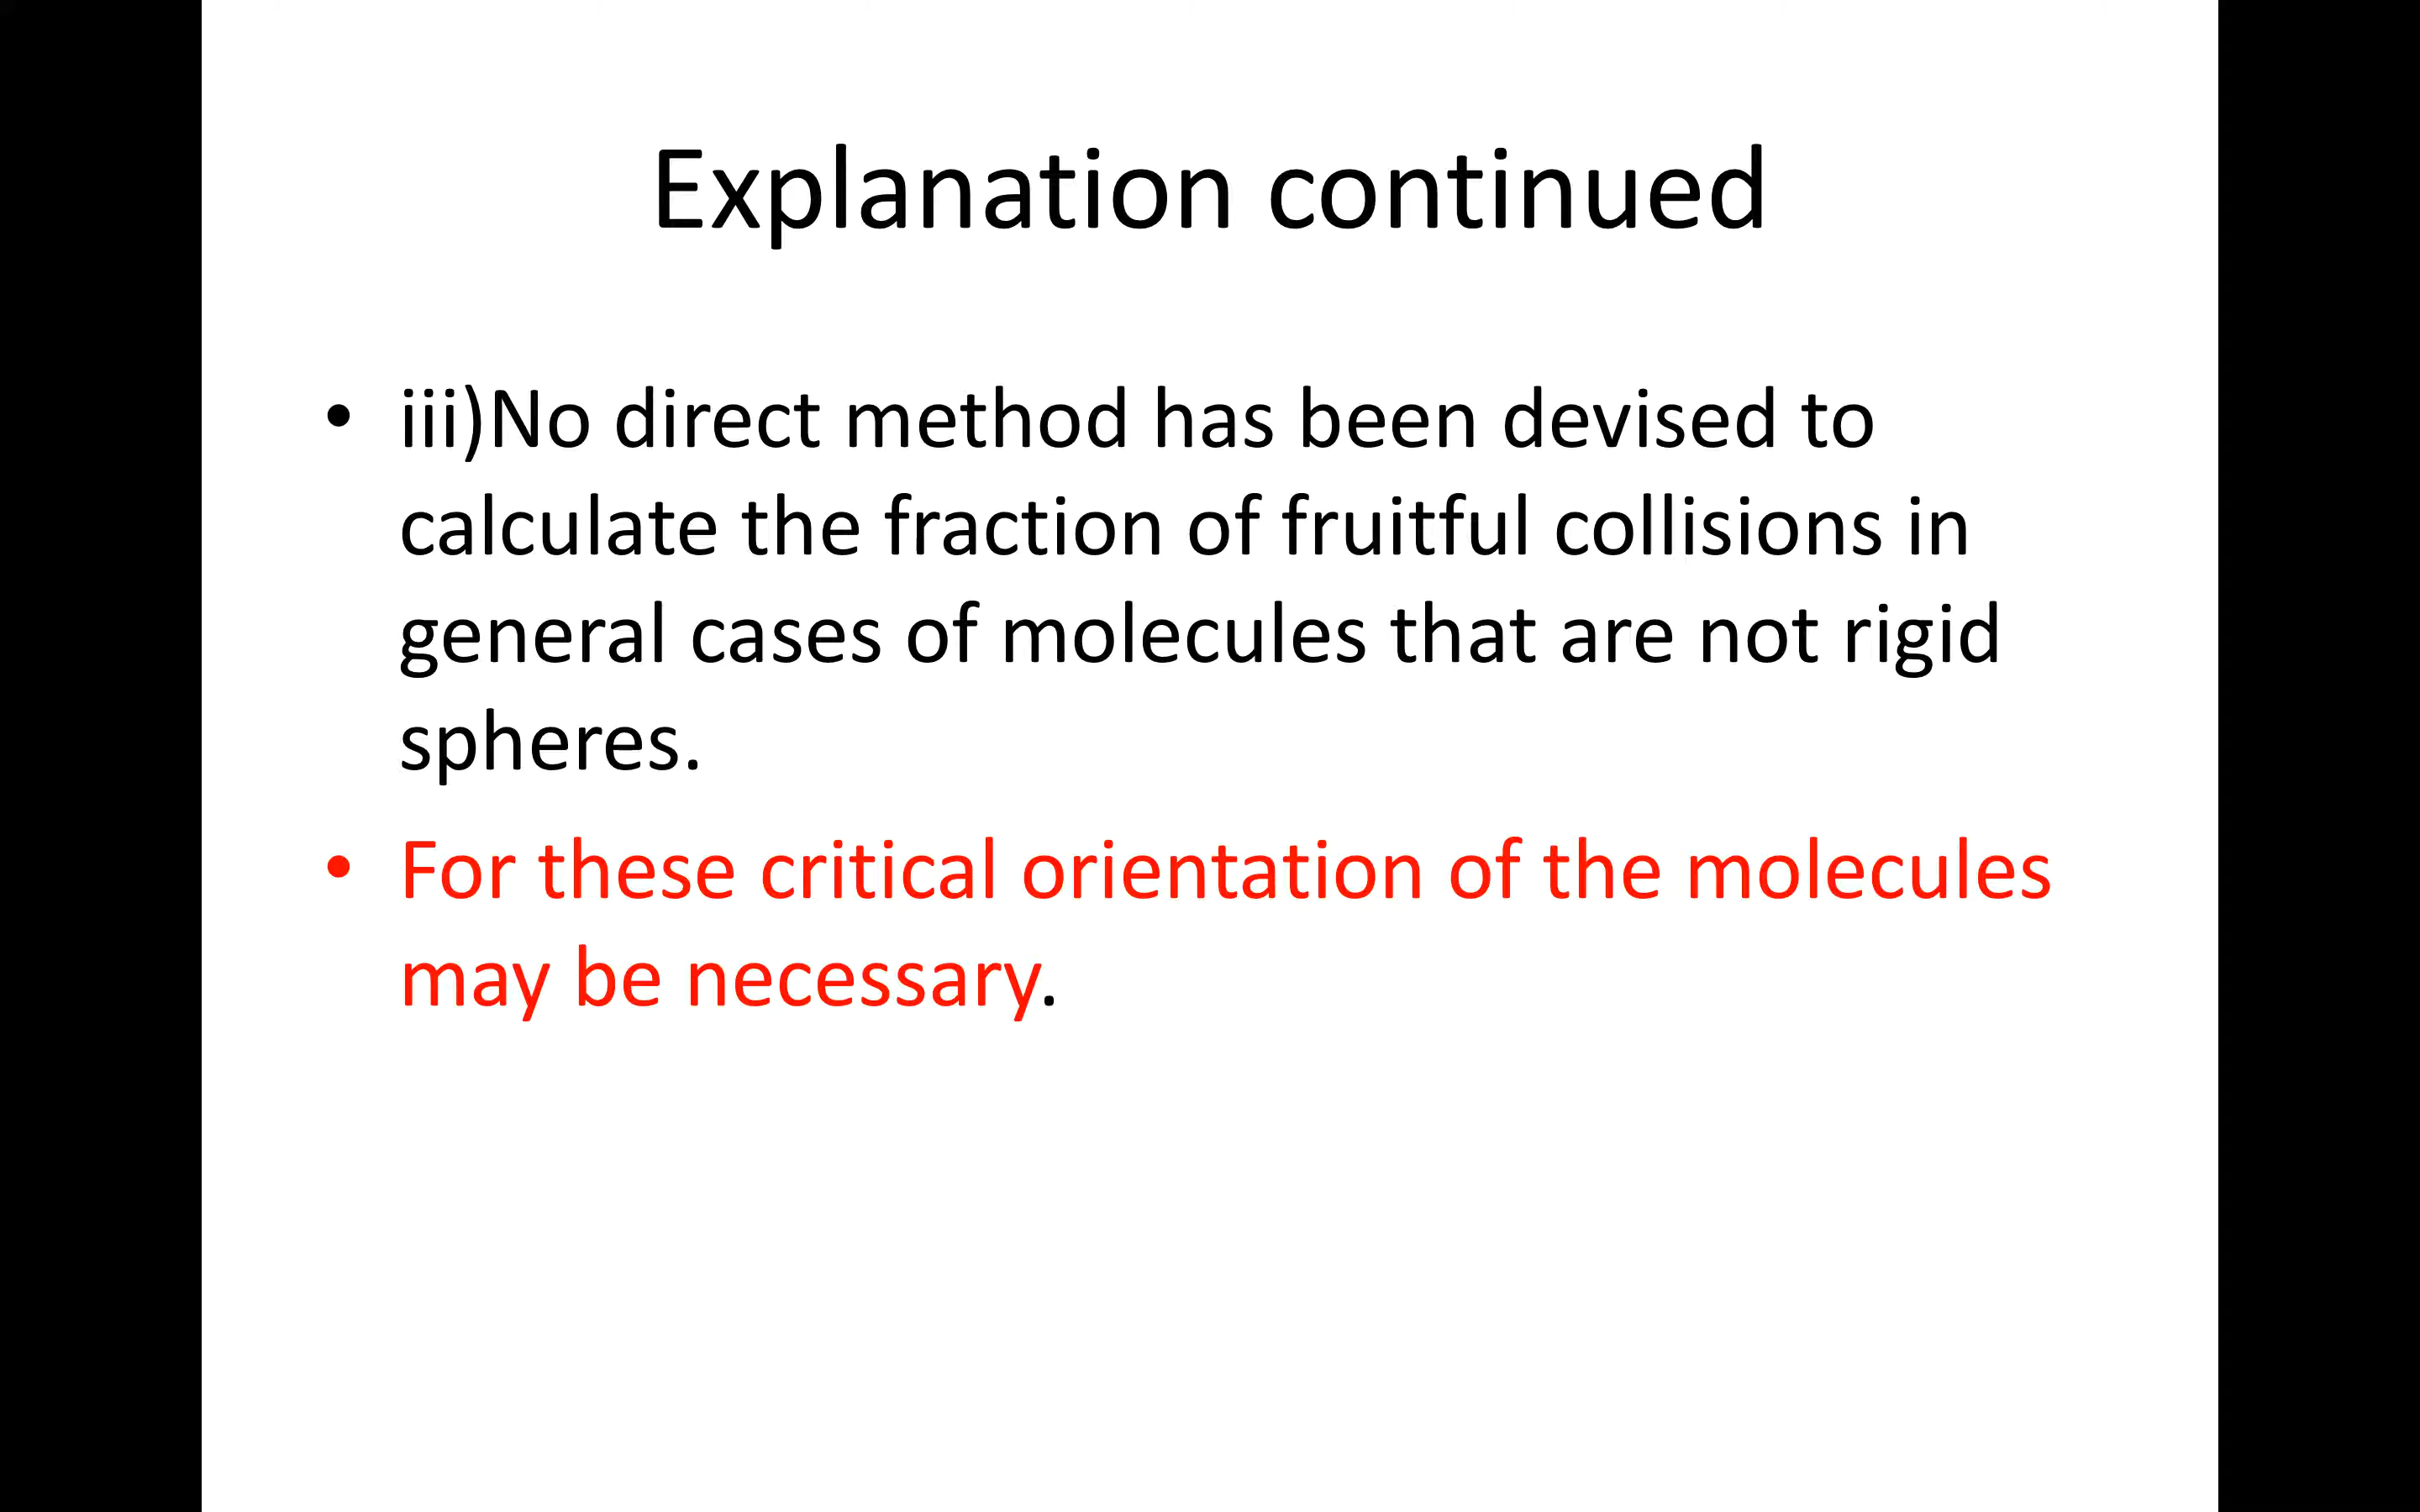 Explanation continued
• iii)No direct method has been devised to
calculate the fraction of fruitful collisions in
general cases of molecules that are not rigid
spheres.
• For these critical orientation of the molecules
may be necessary.